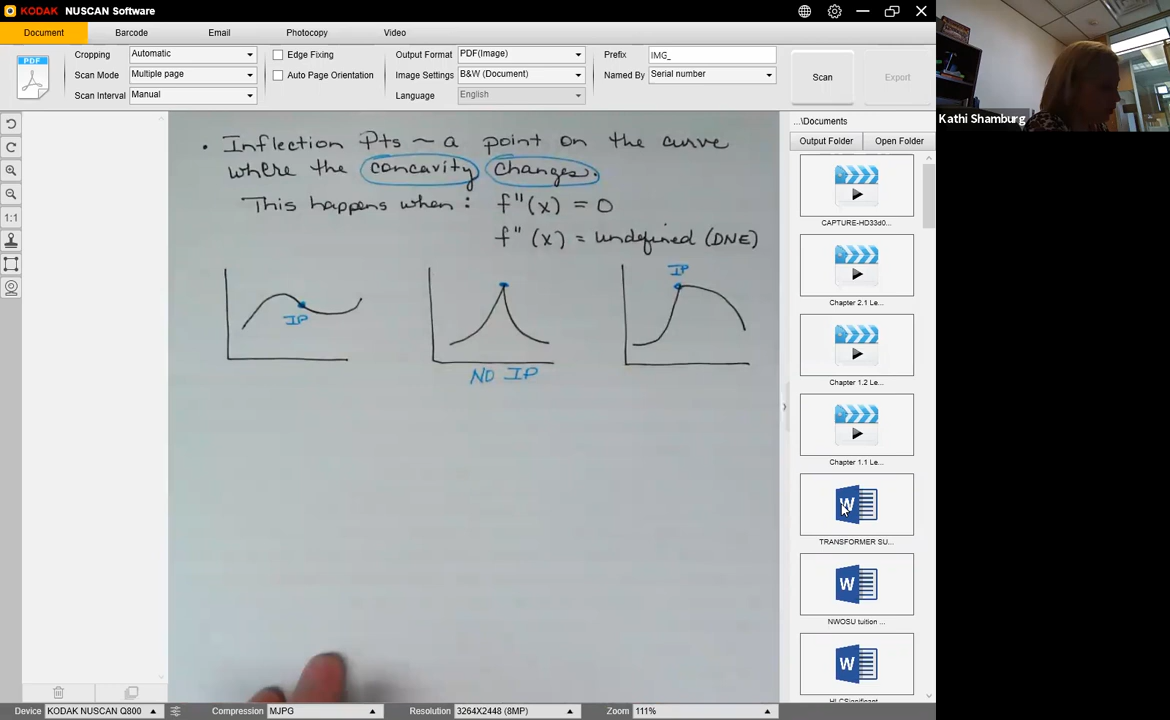 KODAK NUSCAN Software
Document Barcode Email Photocopy Video
PDF
Cropping Automatic
Scan Mode Multiple page
Scan Interval Manual
Edge Fixing
Auto Page Orientation
Output Format PDF(Image)
Image Settings B&W (Document)
Language English
Prefix IMG_
Named By Serial number
Scan
Export
1:1
• Inflection Pts ~ a point on the curve
where the concavity changes.
This happens when: f"(x) = 0
f"(x) = undefined (DNE)
IP
NO IP
IP
Kathi Shamburg
...\Documents
Output Folder Open Folder
CAPTURE-HD33d0...
Chapter 2.1 Le...
Chapter 1.2 Le...
Chapter 1.1 Le...
W
TRANSFORMER SU...
W
NWOSU tuition ...
W
Device KODAK NUSCAN Q800 Compression MJPG Resolution 3264X2448 (8MP) Zoom 111%